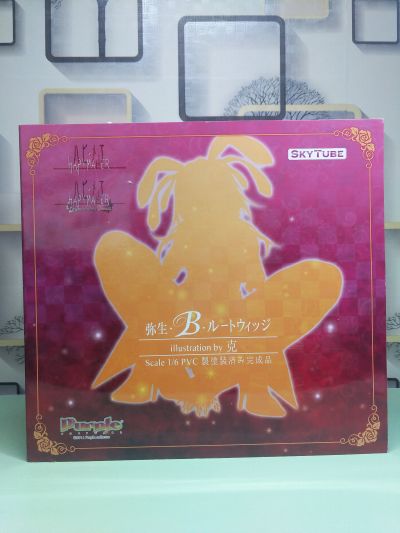 SKYTUBE
弥生・B・ルートウィッジ
illustration by 克
Scale 1/6 PVC 製塗装済み完成品
Purple